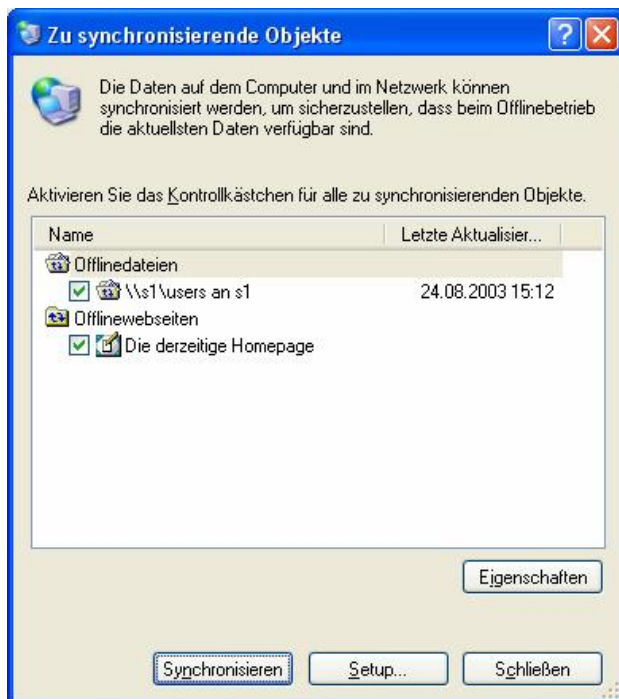 Zu synchronisierende Objekte
Die Daten auf dem Computer und im Netzwerk können
synchronisiert werden, um sicherzustellen, dass beim Offlinebetrieb
die aktuellsten Daten verfügbar sind.
Aktivieren Sie das Kontrollkästchen für alle zu synchronisierenden Objekte.
Name Letzte Aktualisier...
Offlinedateien
\\s1\users an s1 24.08.2003 15:12
Offlinewebseiten
Die derzeitige Homepage
Eigenschaften
Synchronisieren Setup... Schließen